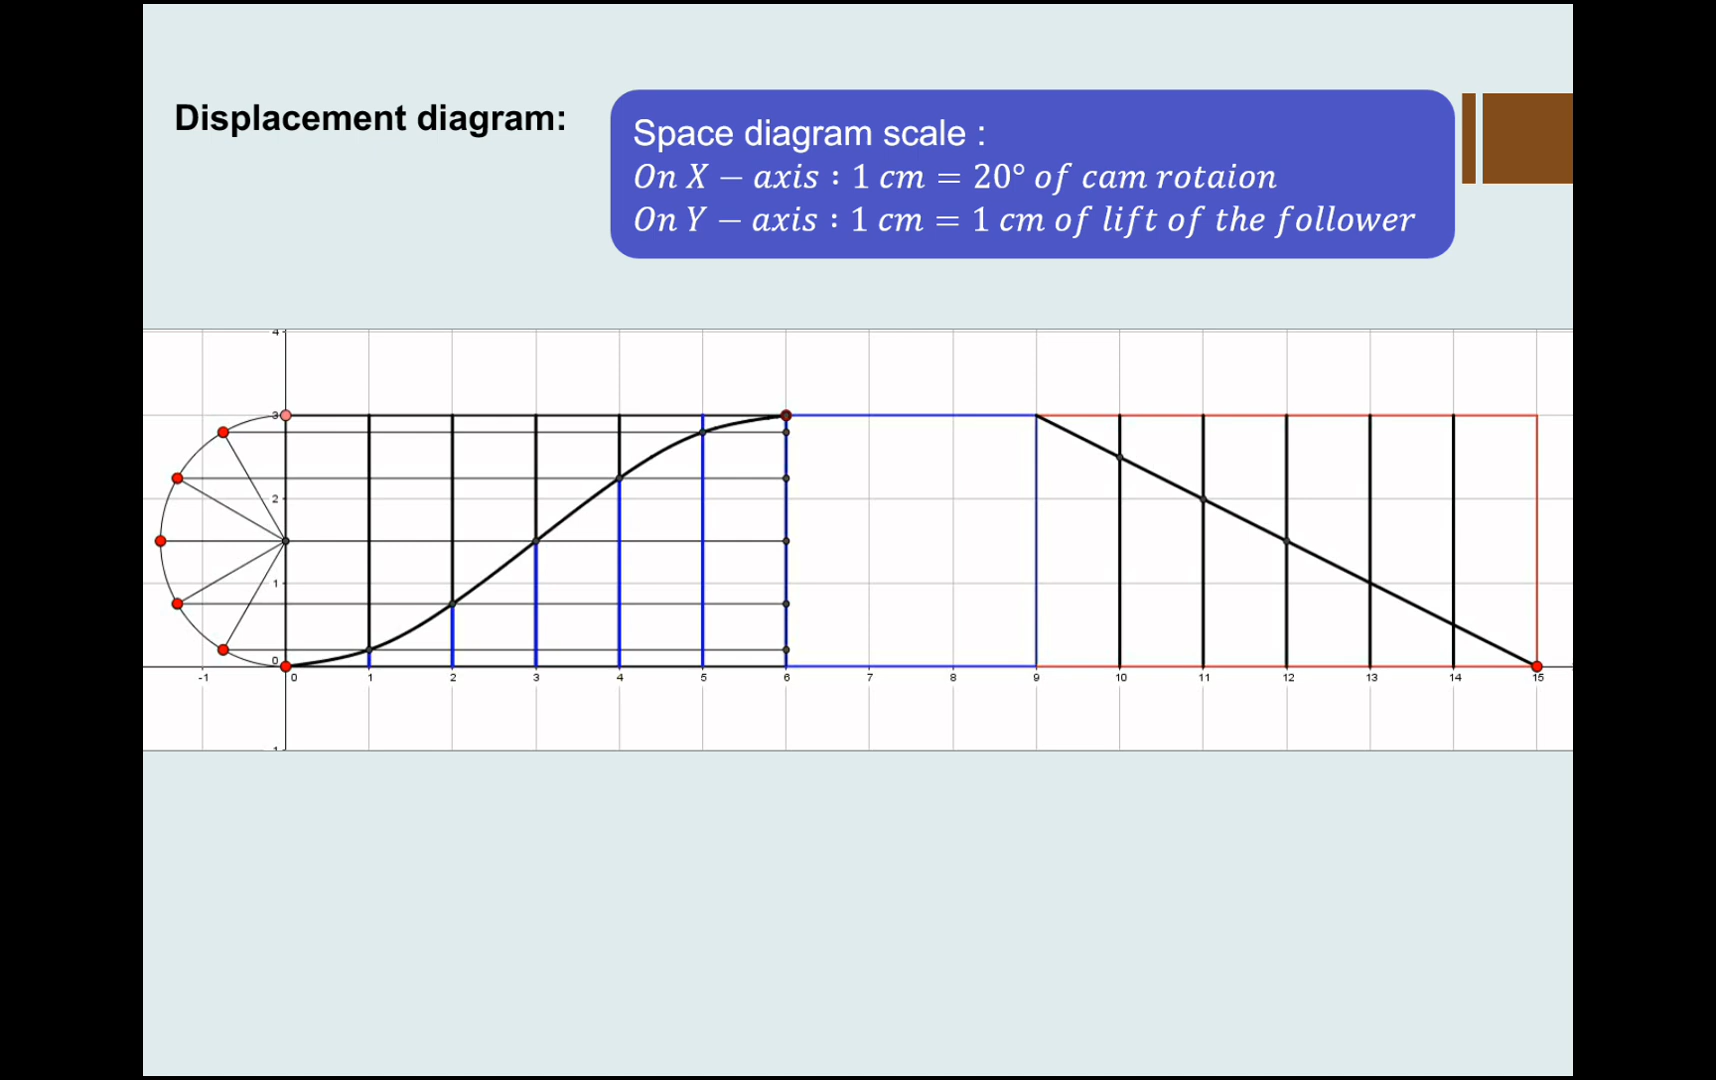 Displacement diagram:
Space diagram scale :
On X − axis : 1 cm = 20° of cam rotaion
On Y − axis : 1 cm = 1 cm of lift of the follower
4
3
2
1
0
-1 0 1 2 3 4 5 6 7 8 9 10 11 12 13 14 15